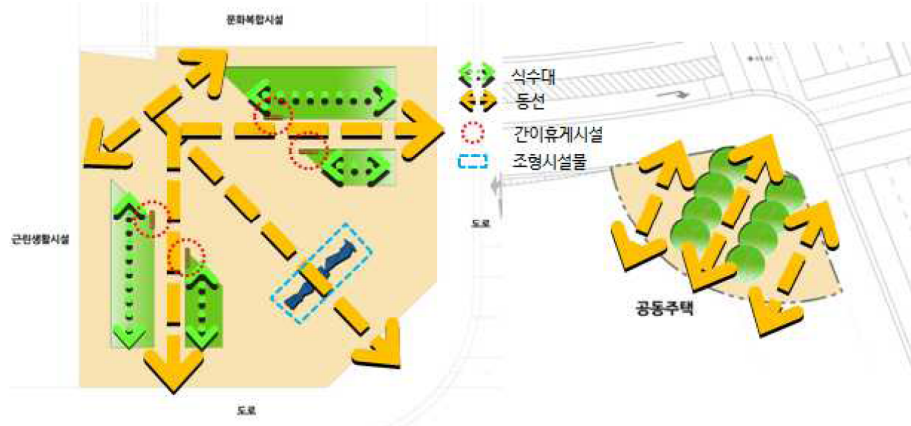 문화복합시설
식수대
동선
간이휴게시설
조형시설물
근린생활시설
도로
공동주택
도로